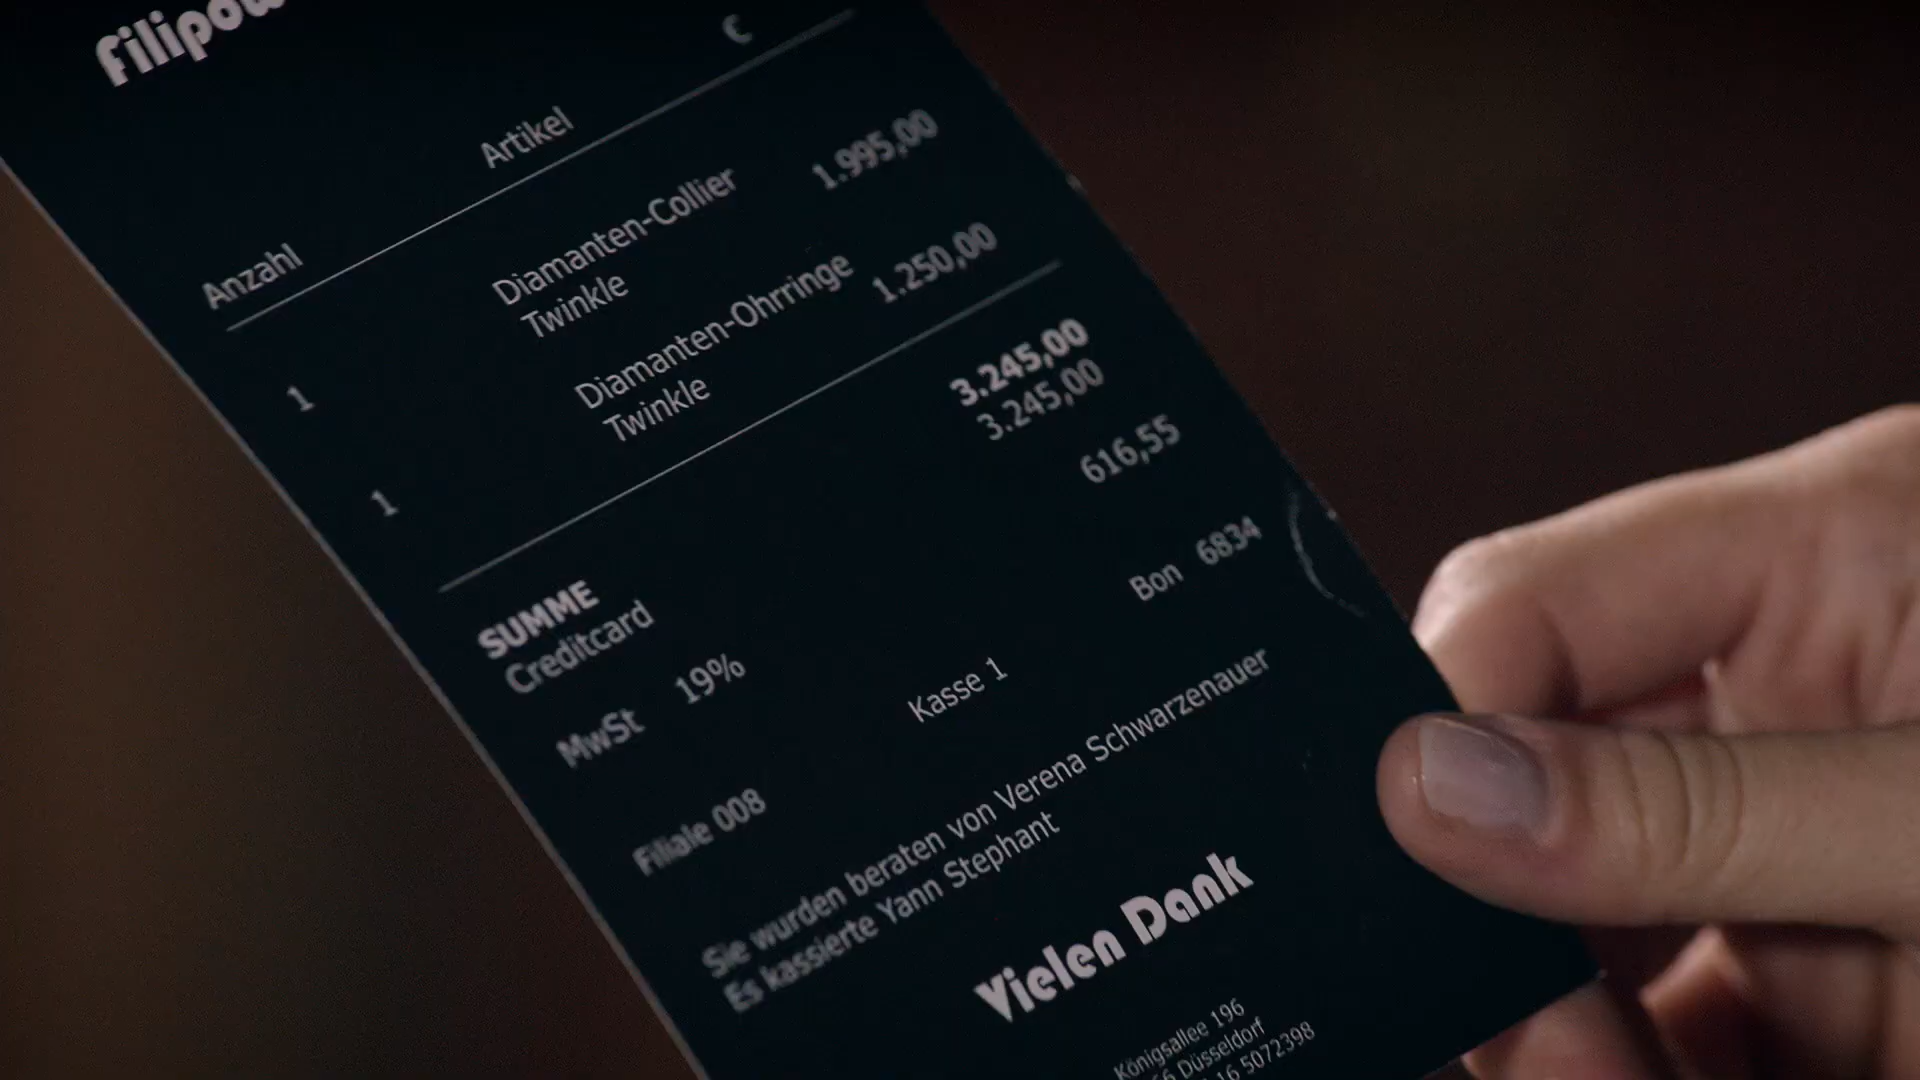 Anzahl Artikel €
1 Diamanten-Collier 1.995,00
Twinkle
1 Diamanten-Ohrringe 1.250,00
Twinkle
SUMME 3.245,00
Creditcard 3.245,00
MwSt 19% 616,55
Filiale 008 Kasse 1 Bon 6834
Sie wurden beraten von Verena Schwarzenauer
Es kassierte Yann Stephant
Vielen Dank
Königsallee 196
Düsseldorf
5072398